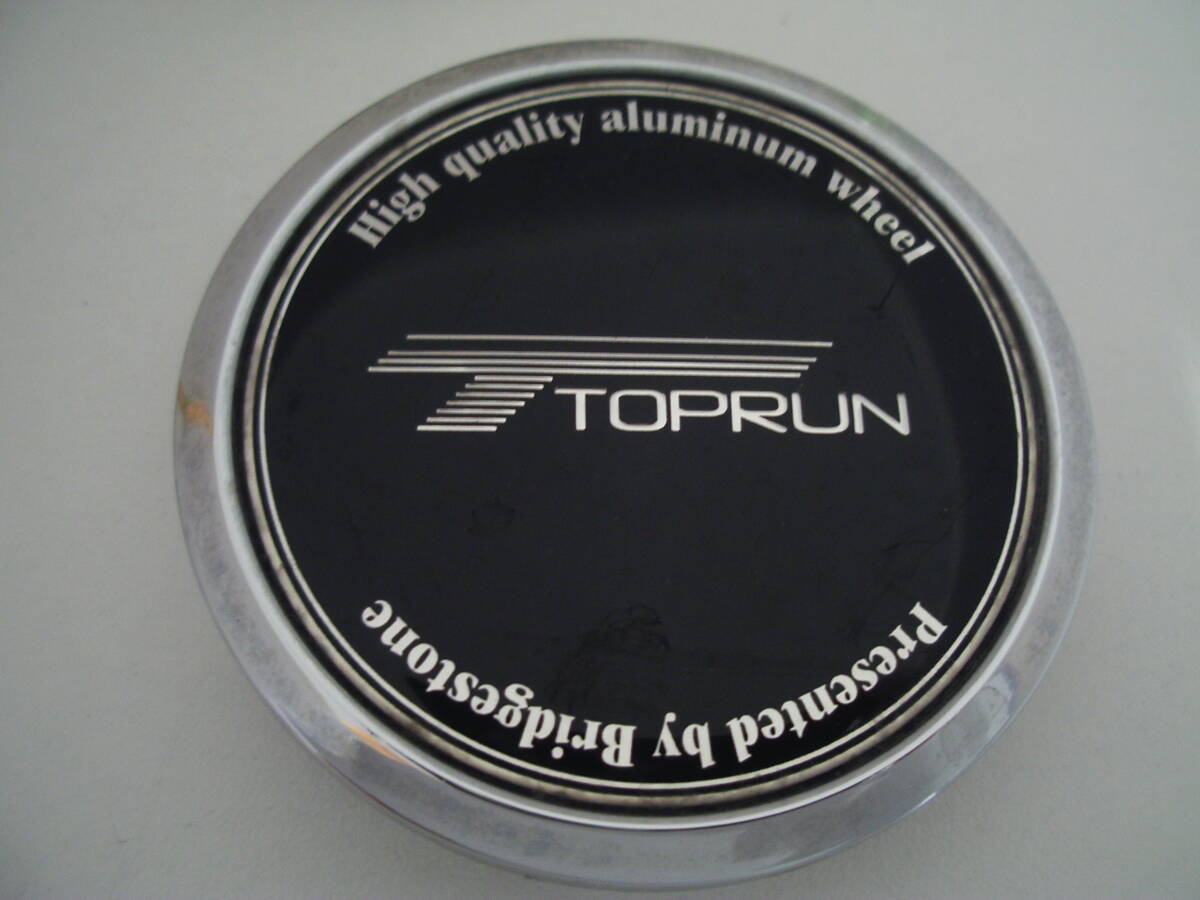 High quality aluminum wheel
TOPRUN
Presented by Bridgestone